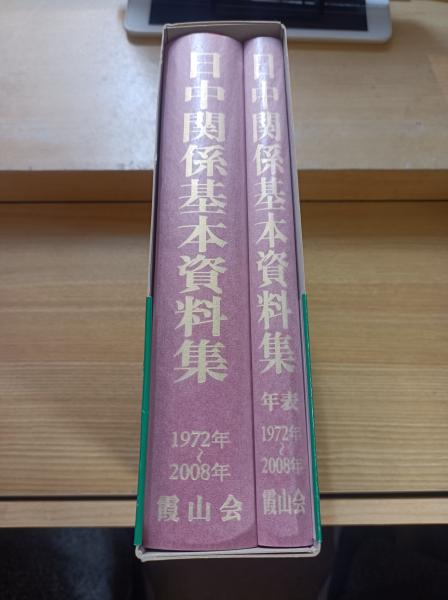 日中関係基本資料集
1972年
~
2008年
霞山会
日中関係基本資料集
年表
1972年
~
2008年
霞山会